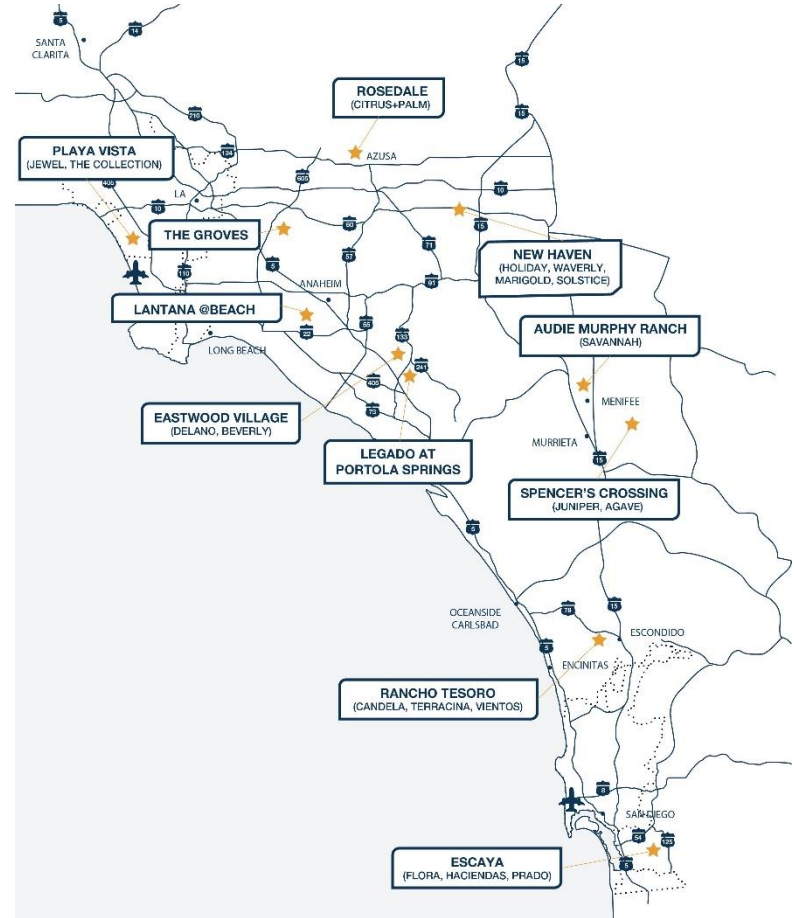 5
14
SANTA
CLARITA
15
15
210
ROSEDALE
(CITRUS+PALM)
PLAYA VISTA
(JEWEL, THE COLLECTION)
134
AZUSA
605
405
LA
10
10
THE GROVES
60
15
57
71
5
NEW HAVEN
(HOLIDAY, WAVERLY,
MARIGOLD, SOLSTICE)
110
ANAHEIM
91
LANTANA @BEACH
55
22
133
LONG BEACH
AUDIE MURPHY RANCH
(SAVANNAH)
241
405
73
MENIFEE
EASTWOOD VILLAGE
(DELANO, BEVERLY)
LEGADO AT
PORTOLA SPRINGS
MURRIETA
15
SPENCER'S CROSSING
(JUNIPER, AGAVE)
5
OCEANSIDE
CARLSBAD
78
15
ESCONDIDO
5
ENCINITAS
RANCHO TESORO
(CANDELA, TERRACINA, VIENTOS)
8
SAN DIEGO
54
125
5
ESCAYA
(FLORA, HACIENDAS, PRADO)